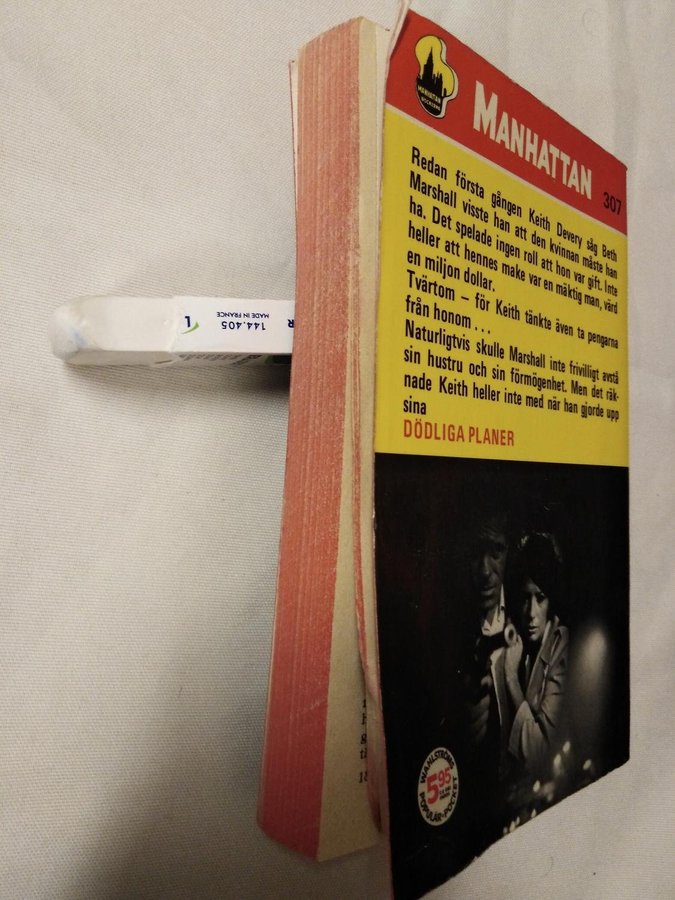 MANHATTAN
MANHATTAN
307
Redan första gången Keith Devery såg Beth
Marshall visste han att den kvinnan måste han
ha. Det spelade ingen roll att hon var gift. Inte
heller att hennes make var en mäktig man, värd
en miljon dollar.
Tvärtom – för Keith tänkte även ta pengarna
från honom . . .
Naturligtvis skulle Marshall inte frivilligt avstå
sin hustru och sin förmögenhet. Men det räk-
nade Keith heller inte med när han gjorde upp
sina
DÖDLIGA PLANER
WAHLSTRÖMS
5.95
POPULÄR-POCKET
144.405
MADE IN FRANCE
L
R